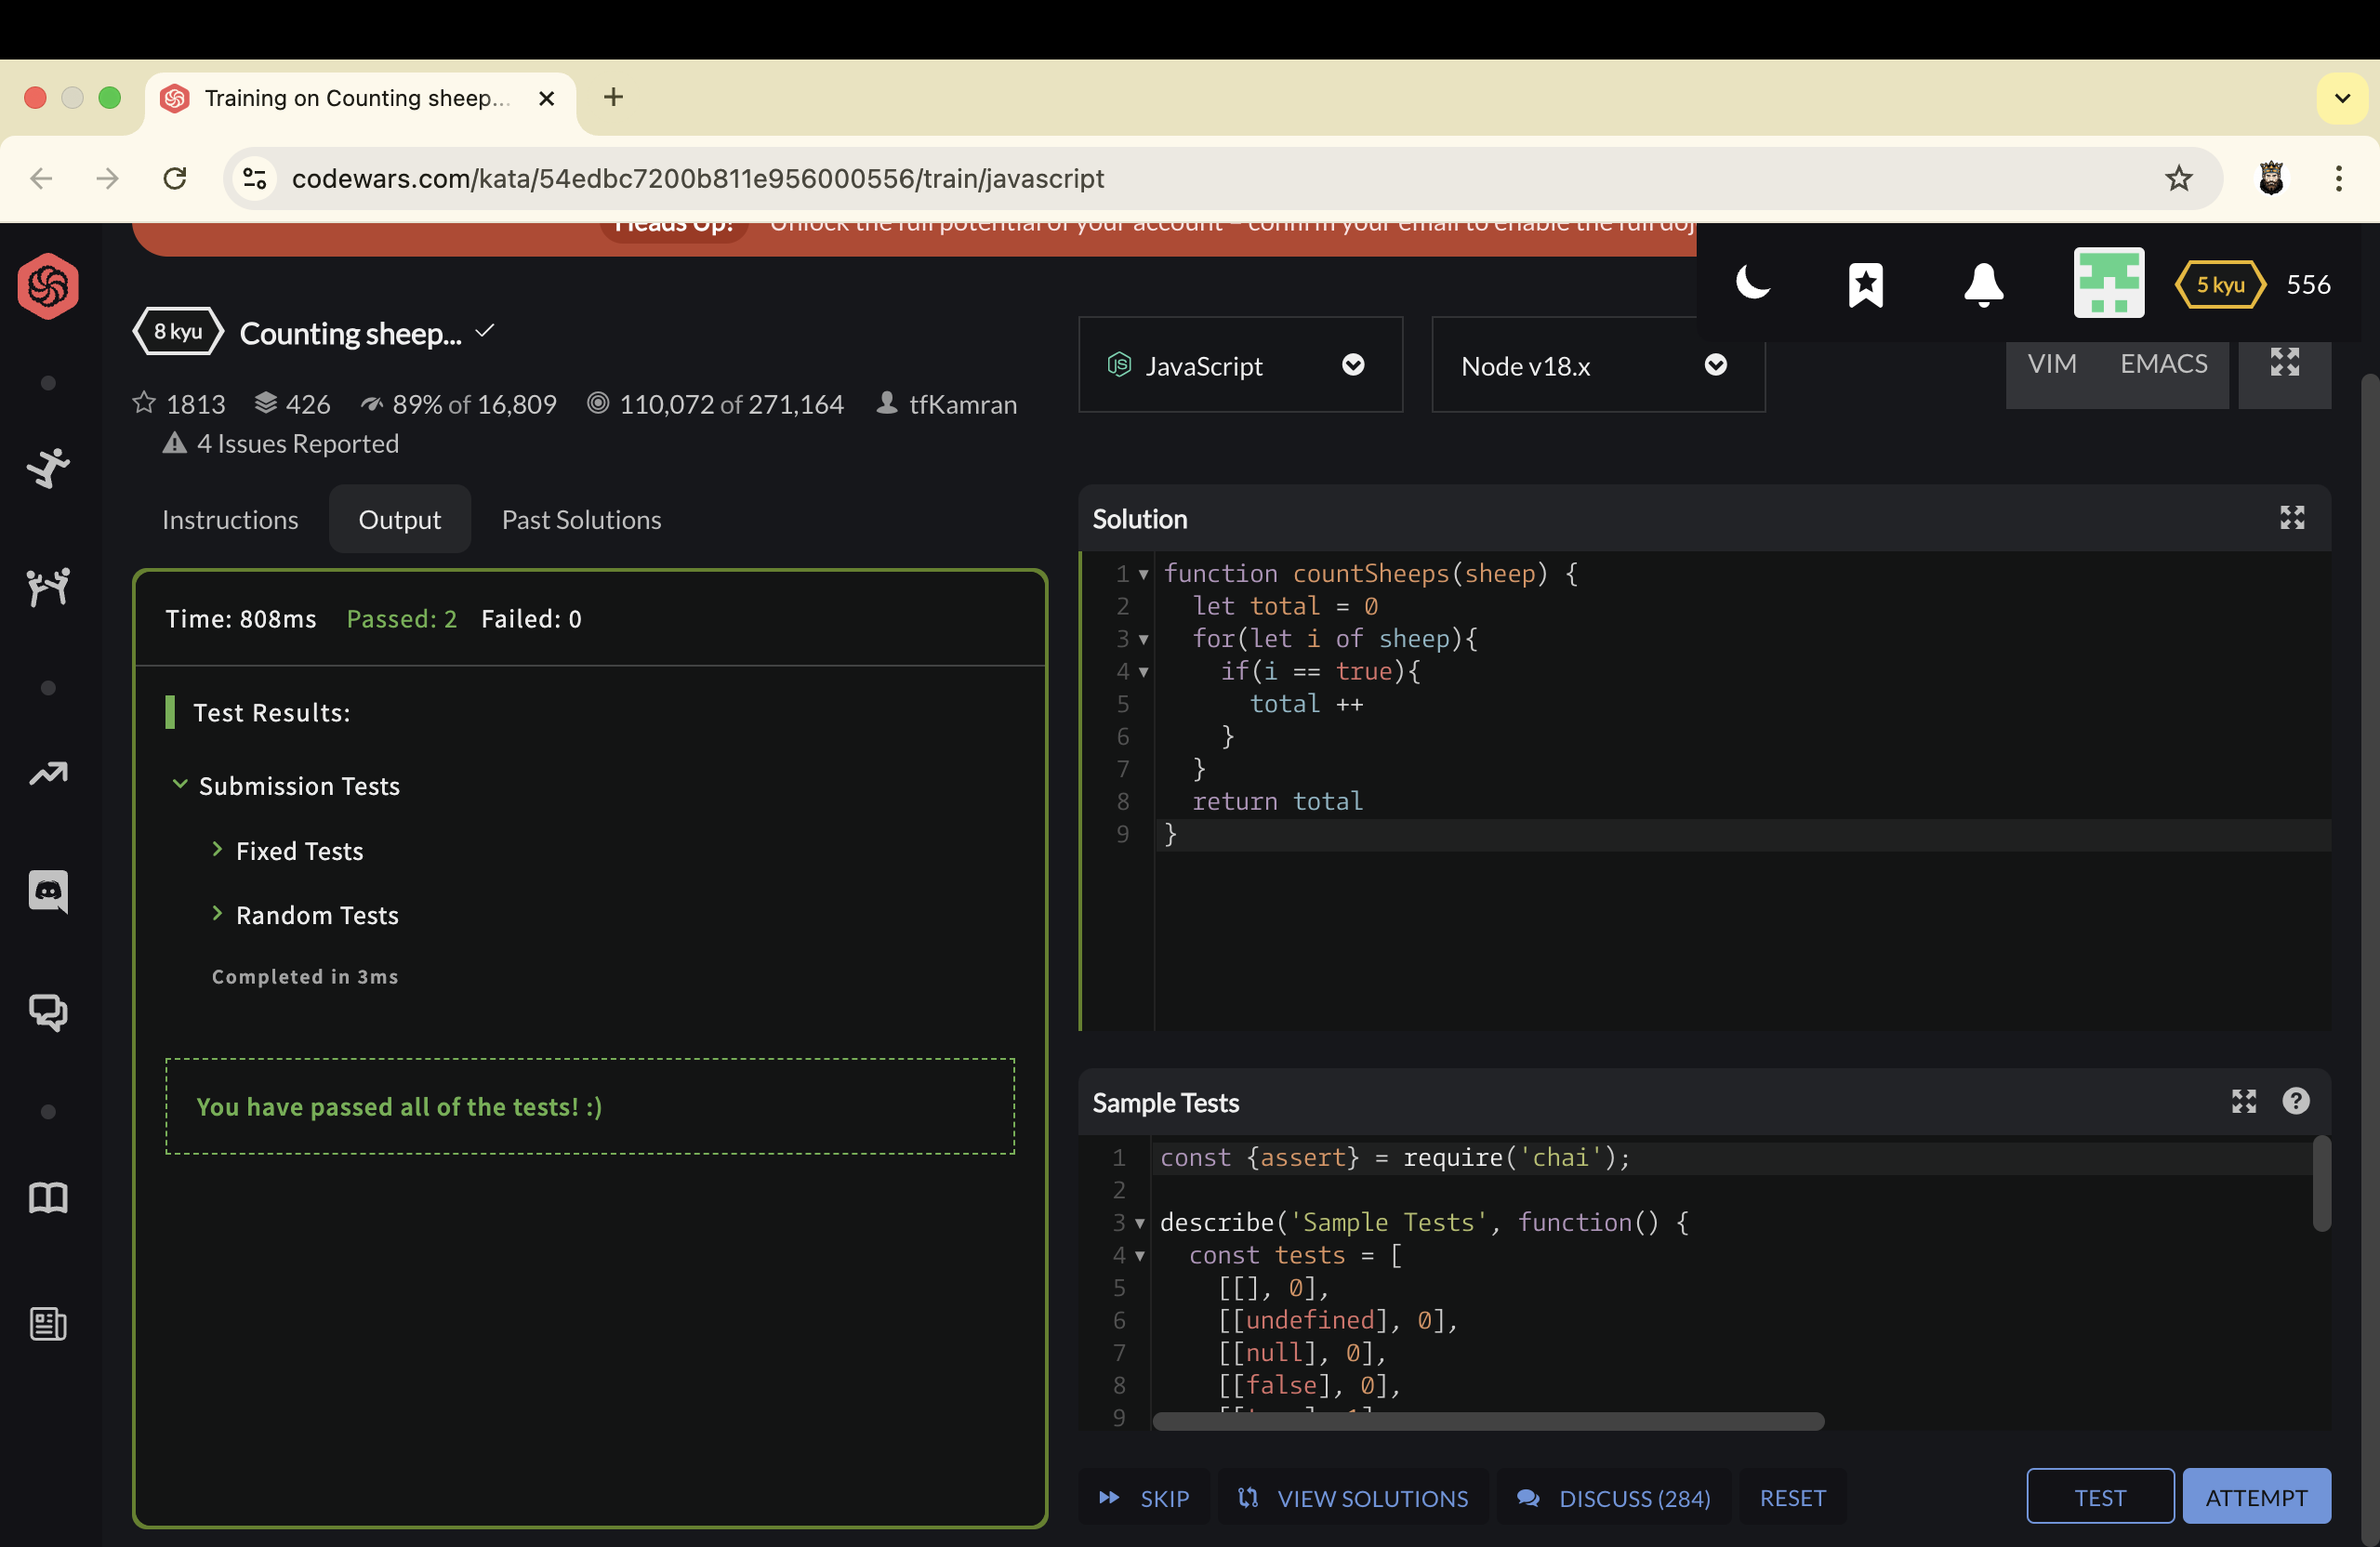 Training on Counting sheep...
codewars.com/kata/54edbc7200b811e956000556/train/javascript
Heads Up! Unlock the full potential of your account – confirm your email to enable the full doj
5 kyu 556
8 kyu Counting sheep...
JavaScript
Node v18.x
VIM EMACS
1813 426 89% of 16,809 110,072 of 271,164 tfKamran
4 Issues Reported
Instructions Output Past Solutions
Time: 808ms Passed: 2 Failed: 0
Test Results:
Submission Tests
Fixed Tests
Random Tests
Completed in 3ms
You have passed all of the tests! :)
Solution
1 function countSheeps(sheep) {
2 let total = 0
3 for(let i of sheep){
4 if(i == true){
5 total ++
6 }
7 }
8 return total
9 }
Sample Tests
1 const {assert} = require('chai');
2
3 describe('Sample Tests', function() {
4 const tests = [
5 [[], 0],
6 [[undefined], 0],
7 [[null], 0],
8 [[false], 0],
9
SKIP VIEW SOLUTIONS DISCUSS (284) RESET TEST ATTEMPT